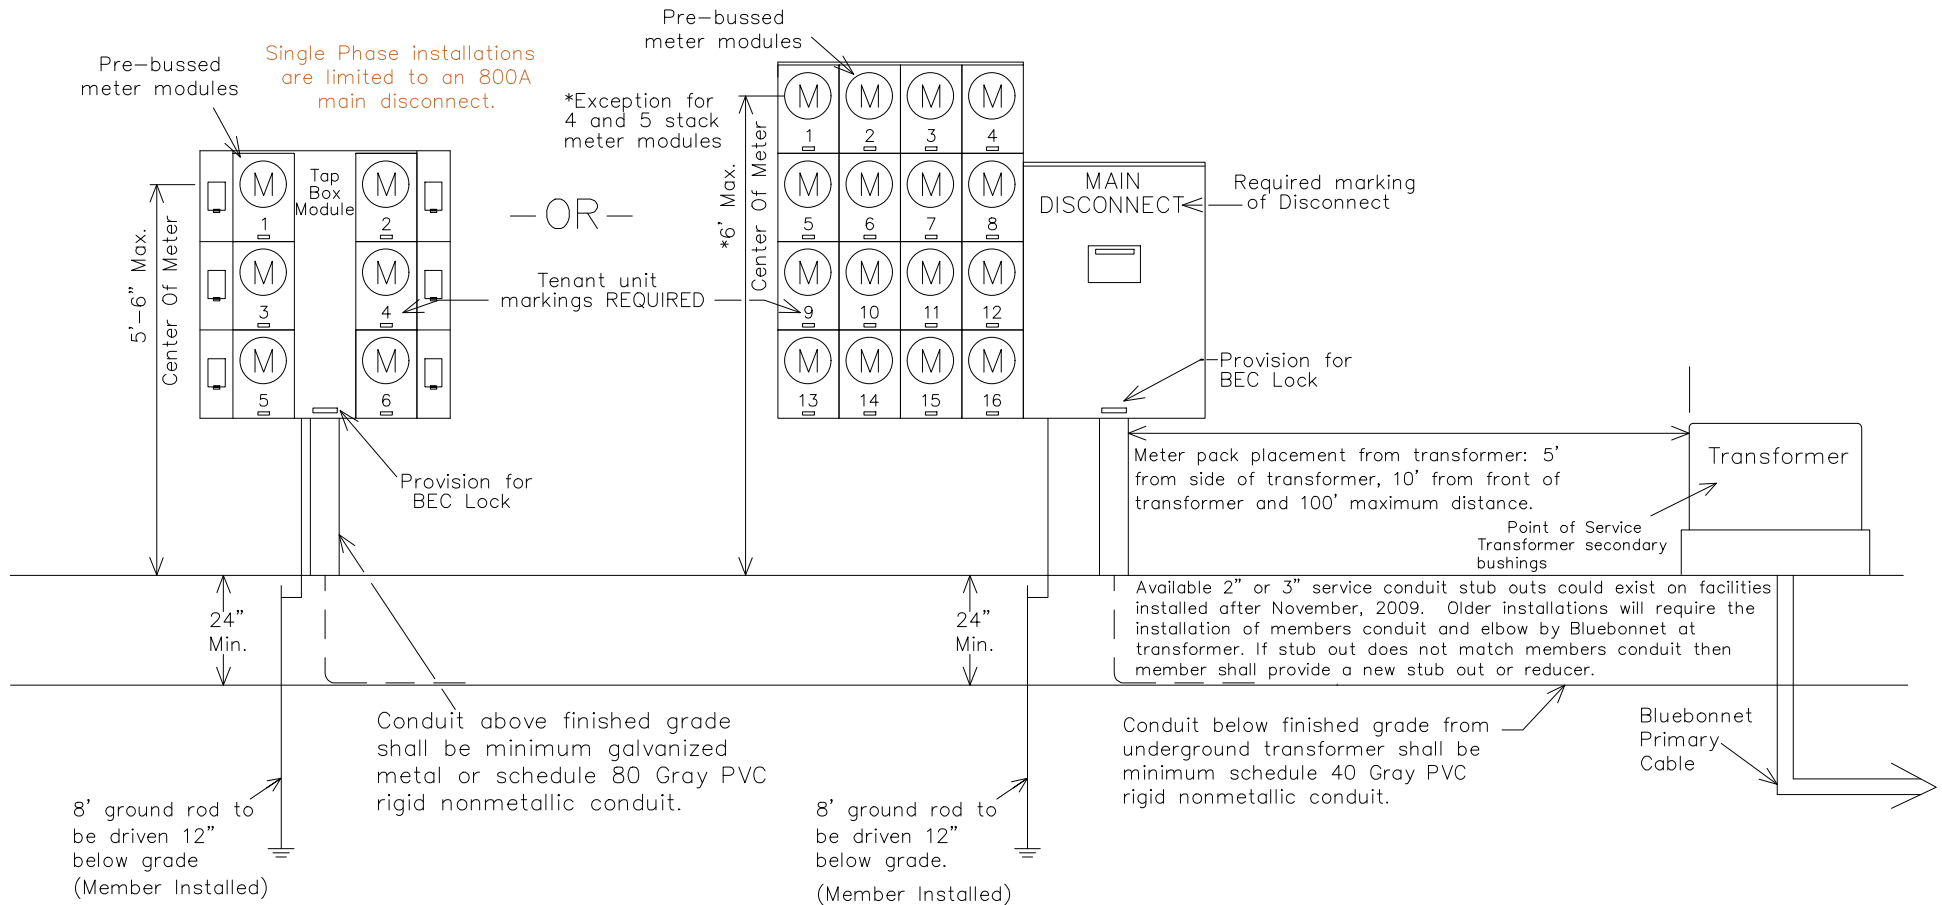 Pre-bussed
meter modules
Single Phase installations
are limited to an 800A
main disconnect.
Pre-bussed
meter modules
*Exception for
4 and 5 stack
meter modules
5'-6" Max.
Center Of Meter
M
1
Tap
Box
Module
M
2
M
3
M
4
M
5
M
6
-OR-
Tenant unit
markings REQUIRED
*6' Max.
Center Of Meter
M M M M
1 2 3 4
M M M M
5 6 7 8
M M M M
9 10 11 12
M M M M
13 14 15 16
MAIN
DISCONNECT
Required marking
of Disconnect
Provision for
BEC Lock
Provision for
BEC Lock
Meter pack placement from transformer: 5'
from side of transformer, 10' from front of
transformer and 100' maximum distance.
Transformer
Point of Service
Transformer secondary
bushings
24"
Min.
24"
Min.
Available 2" or 3" service conduit stub outs could exist on facilities
installed after November, 2009. Older installations will require the
installation of members conduit and elbow by Bluebonnet at
transformer. If stub out does not match members conduit then
member shall provide a new stub out or reducer.
Conduit above finished grade
shall be minimum galvanized
metal or schedule 80 Gray PVC
rigid nonmetallic conduit.
Conduit below finished grade from
underground transformer shall be
minimum schedule 40 Gray PVC
rigid nonmetallic conduit.
Bluebonnet
Primary
Cable
8' ground rod to
be driven 12"
below grade
(Member Installed)
8' ground rod to
be driven 12"
below grade.
(Member Installed)